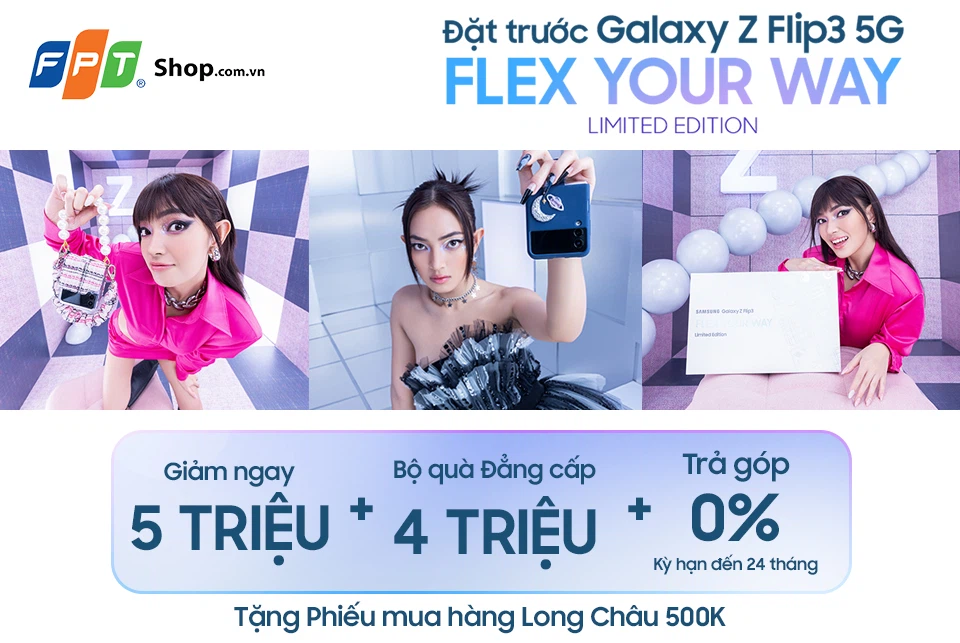 FPT® Shop.com.vn
Đặt trước Galaxy Z Flip3 5G
FLEX YOUR WAY
LIMITED EDITION
Z
Z
SAMSUNG Galaxy Z Flip3
Limited Edition
Giảm ngay
5 TRIỆU
+
Bộ quà Đẳng cấp
4 TRIỆU
+
Trả góp
0%
Kỳ hạn đến 24 tháng
Tặng Phiếu mua hàng Long Châu 500K